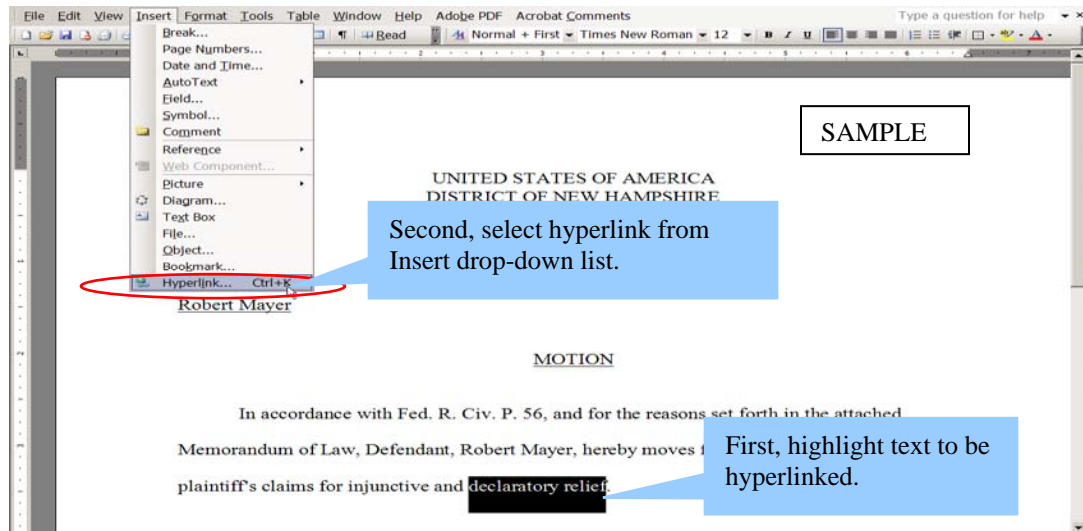 File Edit View Insert Format Tools Table Window Help Adobe PDF Acrobat Comments Type a question for help
Read Normal + First Times New Roman 12 B I U
Break...
Page Numbers...
Date and Time...
AutoText
Field...
Symbol...
Comment
Reference
Web Component...
Picture
Diagram...
Text Box
File...
Object...
Bookmark...
Hyperlink... Ctrl+K
SAMPLE
UNITED STATES OF AMERICA
DISTRICT OF NEW HAMPSHIRE
Second, select hyperlink from
Insert drop-down list.
Robert Mayer
MOTION
In accordance with Fed. R. Civ. P. 56, and for the reasons set forth in the attached
Memorandum of Law, Defendant, Robert Mayer, hereby moves
plaintiff's claims for injunctive and declaratory relief.
First, highlight text to be
hyperlinked.